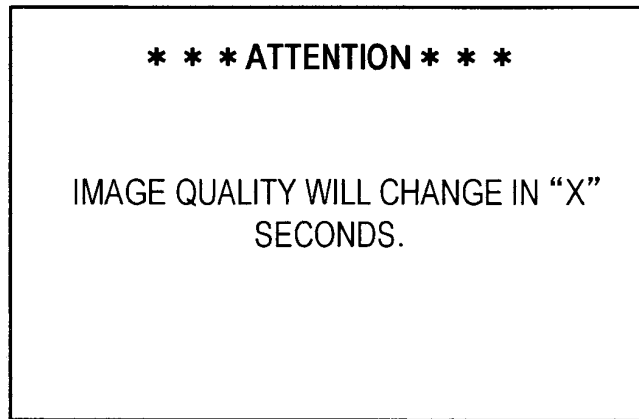 * * * ATTENTION * * *
IMAGE QUALITY WILL CHANGE IN “X”
SECONDS.